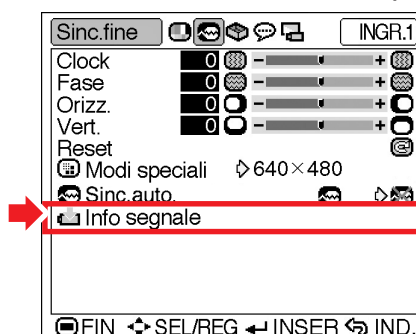 Sinc.fine INGR.1
Clock 0 - +
Fase 0 - +
Orizz. 0 - +
Vert. 0 - +
Reset
Modi speciali 640×480
Sinc.auto.
Info segnale
FIN SEL/REG INSER IND.